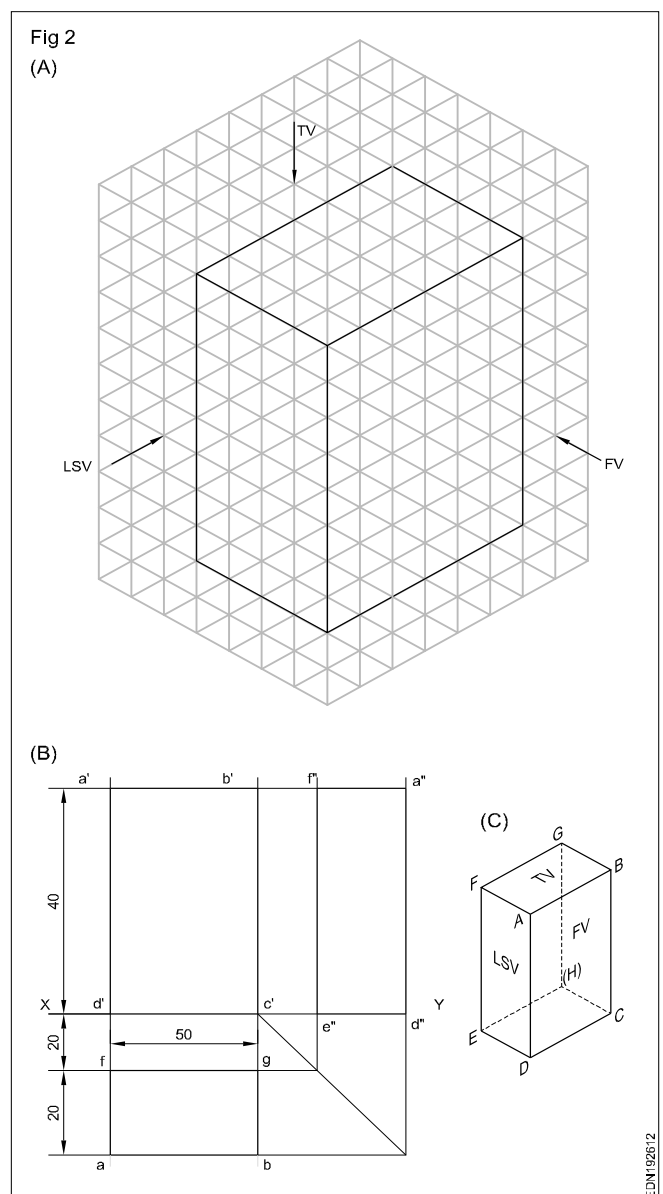 Fig 2
(A)
TV
LSV
FV
(B)
a' b' f" a"
40
X d' c' Y
e" d"
50
20
f g
20
a b
(C)
G
B
F
TV
A
FV
LSV
(H)
E
C
D
EDN192612